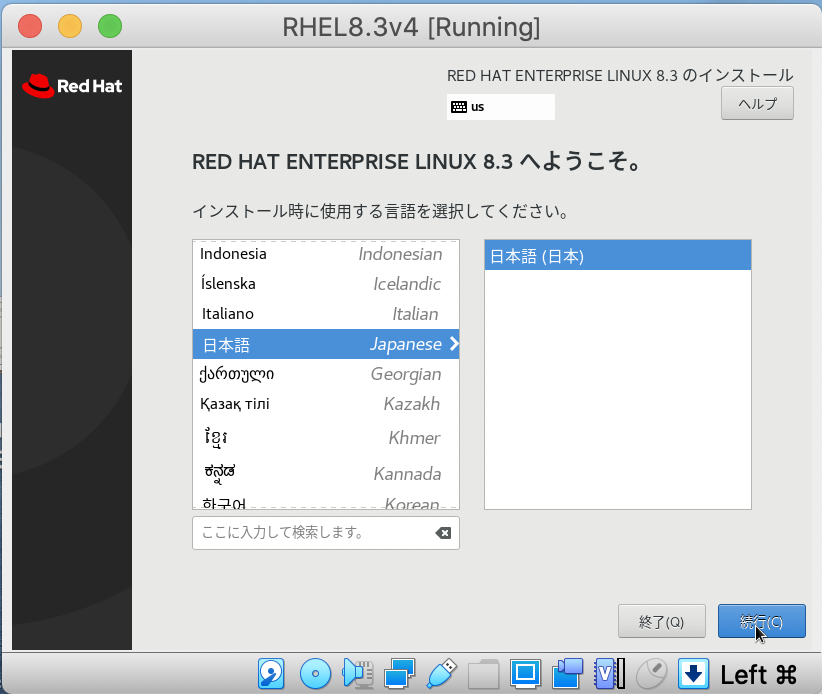 RHEL8.3v4 [Running]
Red Hat
RED HAT ENTERPRISE LINUX 8.3 のインストール
us
ヘルプ
RED HAT ENTERPRISE LINUX 8.3 へようこそ。
インストール時に使用する言語を選択してください。
Indonesia Indonesian
Íslenska Icelandic
Italiano Italian
日本語 Japanese
ქართული Georgian
Қазақ тілі Kazakh
ខ្មែរ Khmer
ಕನ್ನಡ Kannada
한국어 Korean
日本語 (日本)
ここに入力して検索します。
終了(Q)
続行(C)
V
Left ⌘